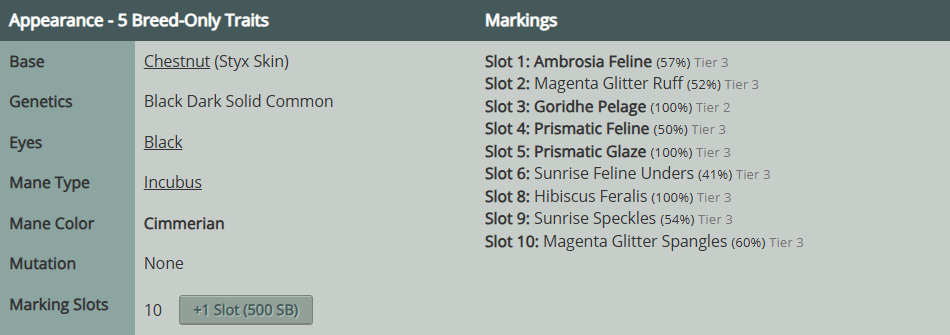 Appearance - 5 Breed-Only Traits
Base Chestnut (Styx Skin)
Genetics Black Dark Solid Common
Eyes Black
Mane Type Incubus
Mane Color Cimmerian
Mutation None
Marking Slots 10 +1 Slot (500 SB)
Markings
Slot 1: Ambrosia Feline (57%) Tier 3
Slot 2: Magenta Glitter Ruff (52%) Tier 3
Slot 3: Goridhe Pelage (100%) Tier 2
Slot 4: Prismatic Feline (50%) Tier 3
Slot 5: Prismatic Glaze (100%) Tier 3
Slot 6: Sunrise Feline Unders (41%) Tier 3
Slot 8: Hibiscus Feralis (100%) Tier 3
Slot 9: Sunrise Speckles (54%) Tier 3
Slot 10: Magenta Glitter Spangles (60%) Tier 3